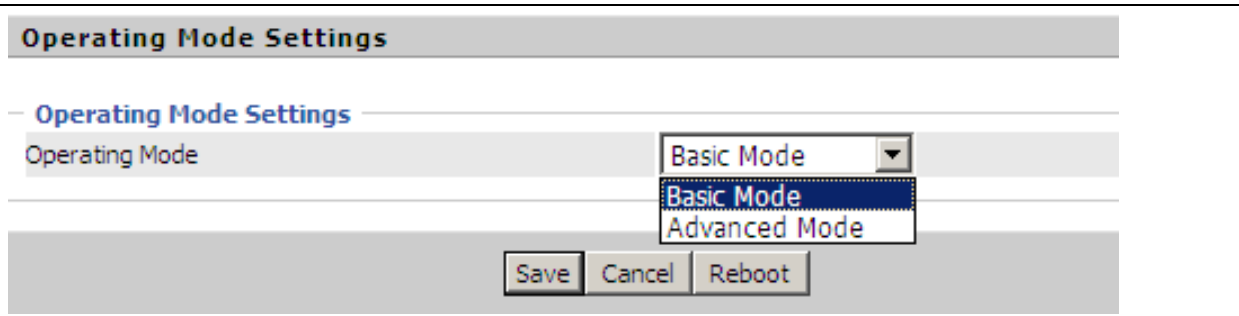 Operating Mode Settings
Operating Mode Settings
Operating Mode Basic Mode
Basic Mode
Advanced Mode
Save Cancel Reboot